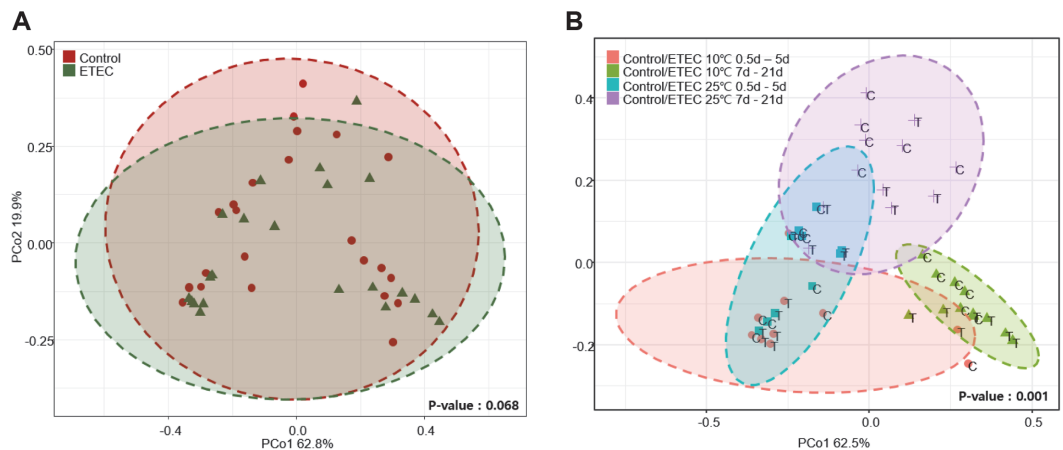 A
Control
ETEC
PCo2 19.9%
0.50
0.25
0.00
-0.25
-0.4
0.0
0.4
PCo1 62.8%
P-value : 0.068
B
Control/ETEC 10℃ 0.5d – 5d
Control/ETEC 10℃ 7d - 21d
Control/ETEC 25℃ 0.5d - 5d
Control/ETEC 25℃ 7d - 21d
0.4
0.2
0.0
-0.2
-0.5
0.0
0.5
PCo1 62.5%
P-value : 0.001
C
C
T
C
C
C
C
T
T
T